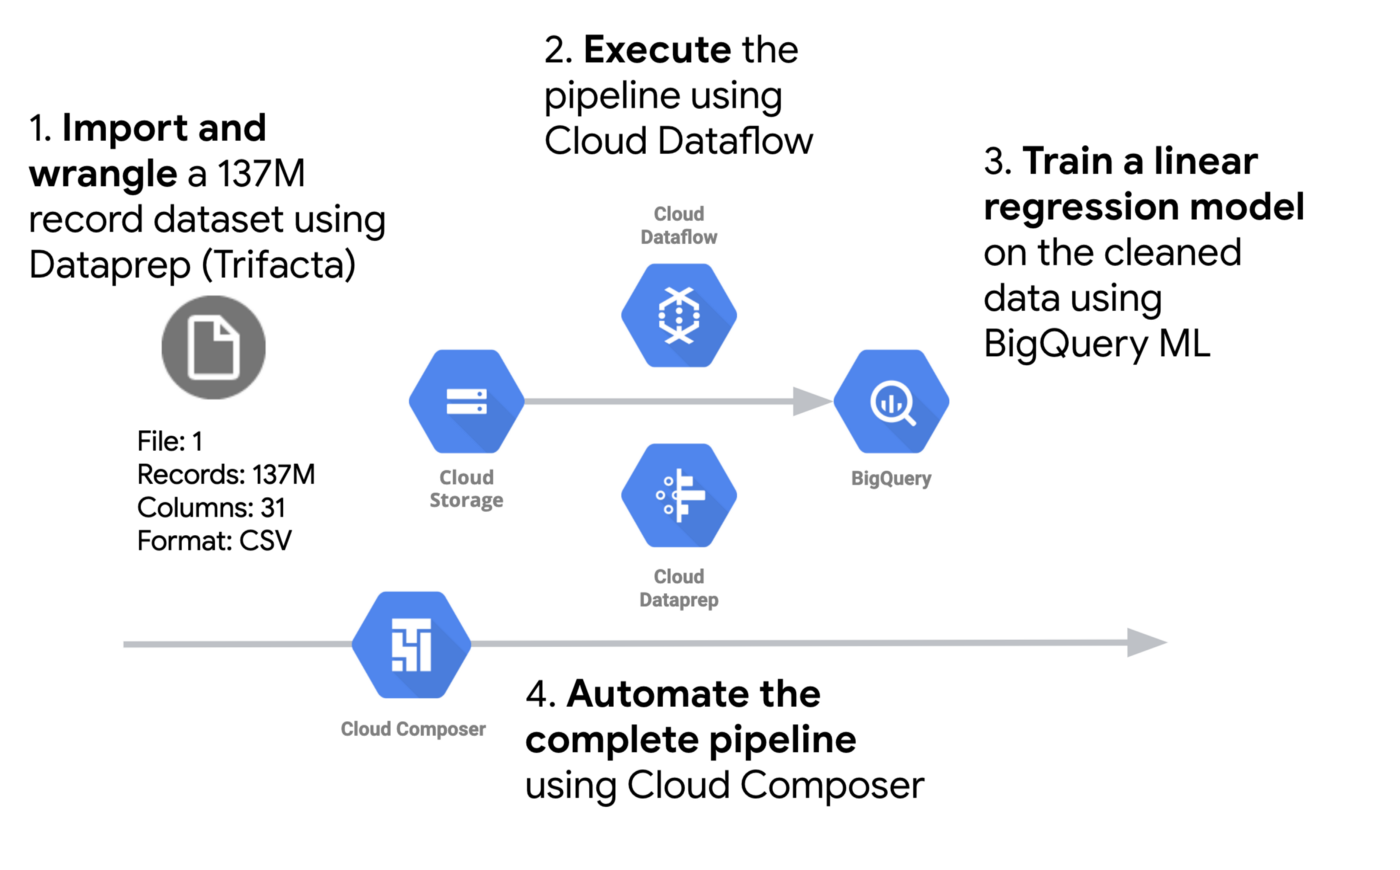 1. Import and
wrangle a 137M
record dataset using
Dataprep (Trifacta)
File: 1
Records: 137M
Columns: 31
Format: CSV
2. Execute the
pipeline using
Cloud Dataflow
Cloud
Dataflow
Cloud
Storage
Cloud
Dataprep
BigQuery
3. Train a linear
regression model
on the cleaned
data using
BigQuery ML
Cloud Composer
4. Automate the
complete pipeline
using Cloud Composer